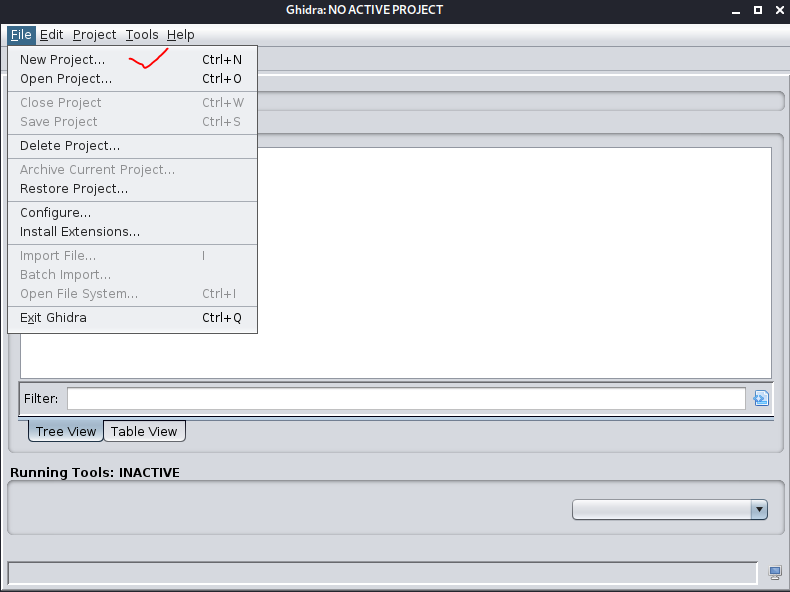 Ghidra: NO ACTIVE PROJECT
File Edit Project Tools Help
New Project... Ctrl+N
Open Project... Ctrl+O
Close Project Ctrl+W
Save Project Ctrl+S
Delete Project...
Archive Current Project...
Restore Project...
Configure...
Install Extensions...
Import File... I
Batch Import...
Open File System... Ctrl+I
Exit Ghidra Ctrl+Q
Filter:
Tree View Table View
Running Tools: INACTIVE